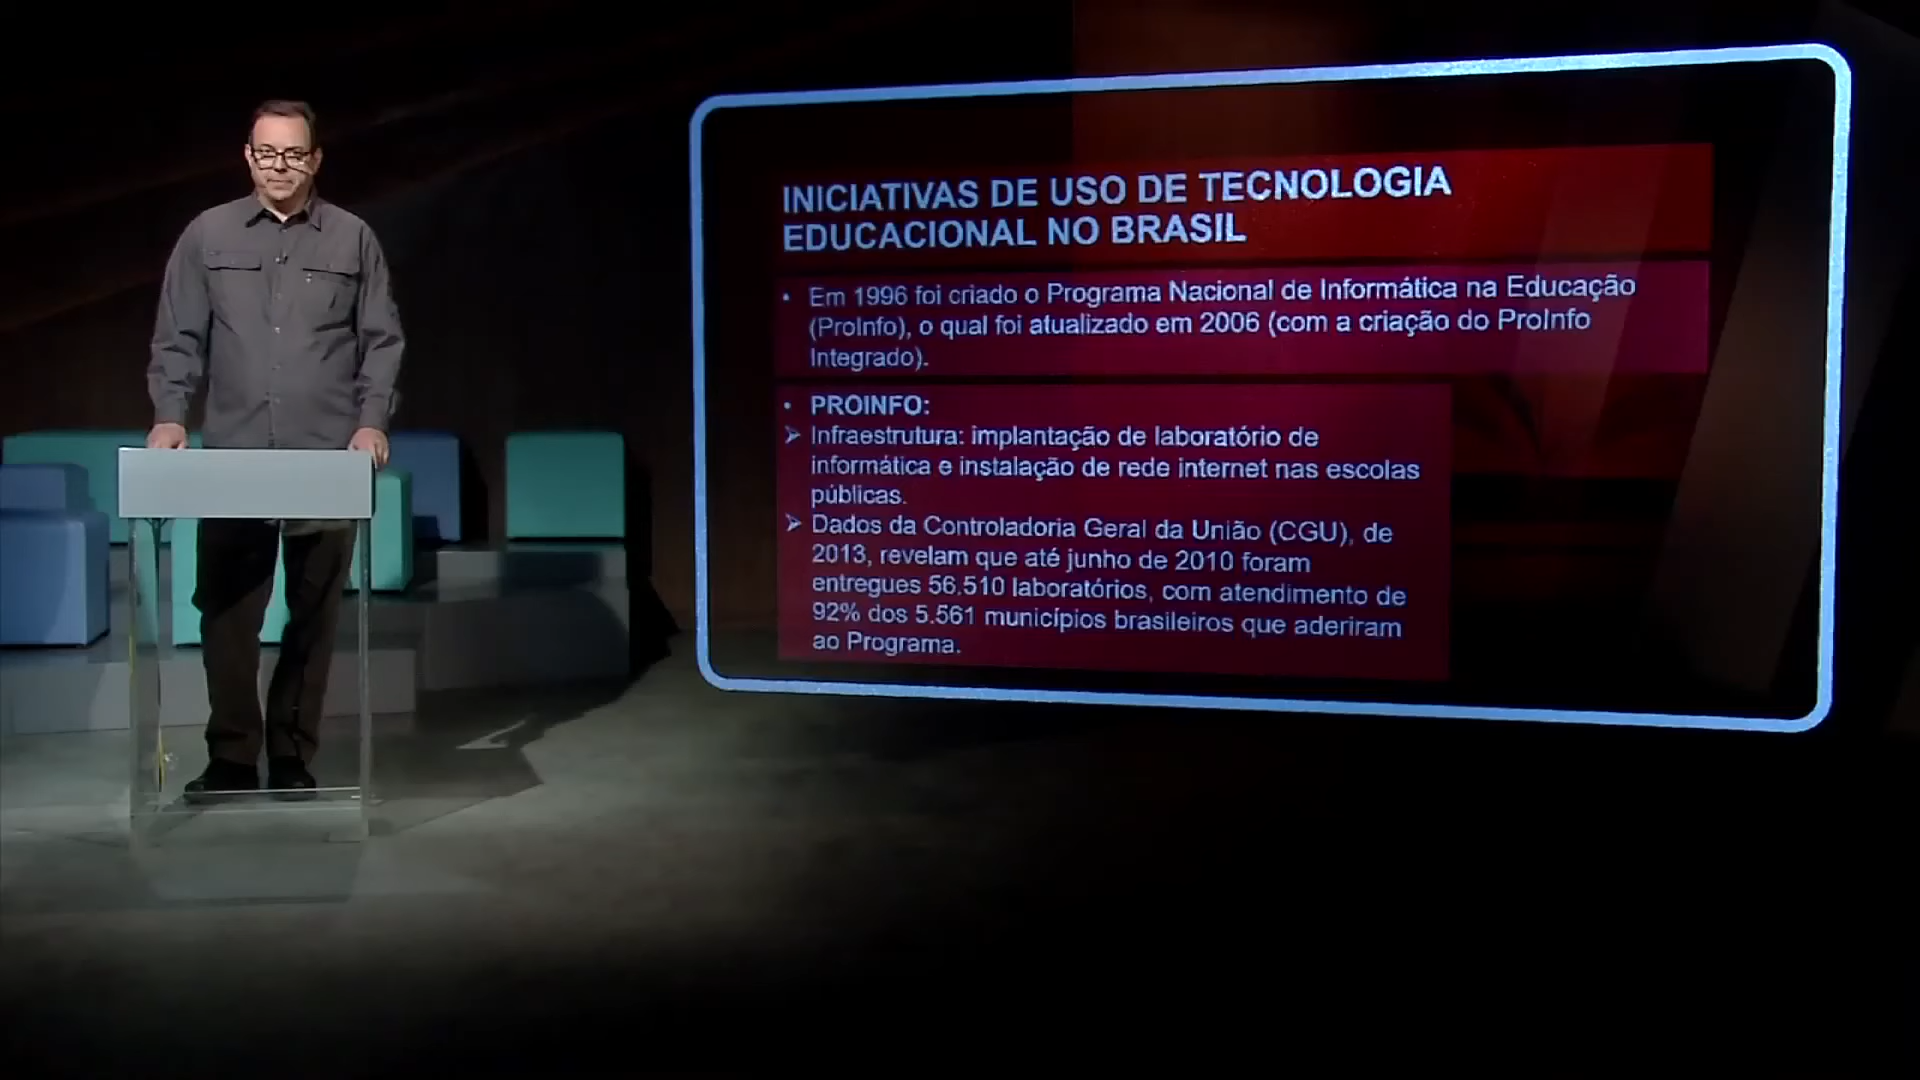 INICIATIVAS DE USO DE TECNOLOGIA
EDUCACIONAL NO BRASIL
• Em 1996 foi criado o Programa Nacional de Informática na Educação
(ProInfo), o qual foi atualizado em 2006 (com a criação do ProInfo
Integrado).
• PROINFO:
➢ Infraestrutura: implantação de laboratório de
informática e instalação de rede internet nas escolas
públicas.
➢ Dados da Controladoria Geral da União (CGU), de
2013, revelam que até junho de 2010 foram
entregues 56.510 laboratórios, com atendimento de
92% dos 5.561 municípios brasileiros que aderiram
ao Programa.